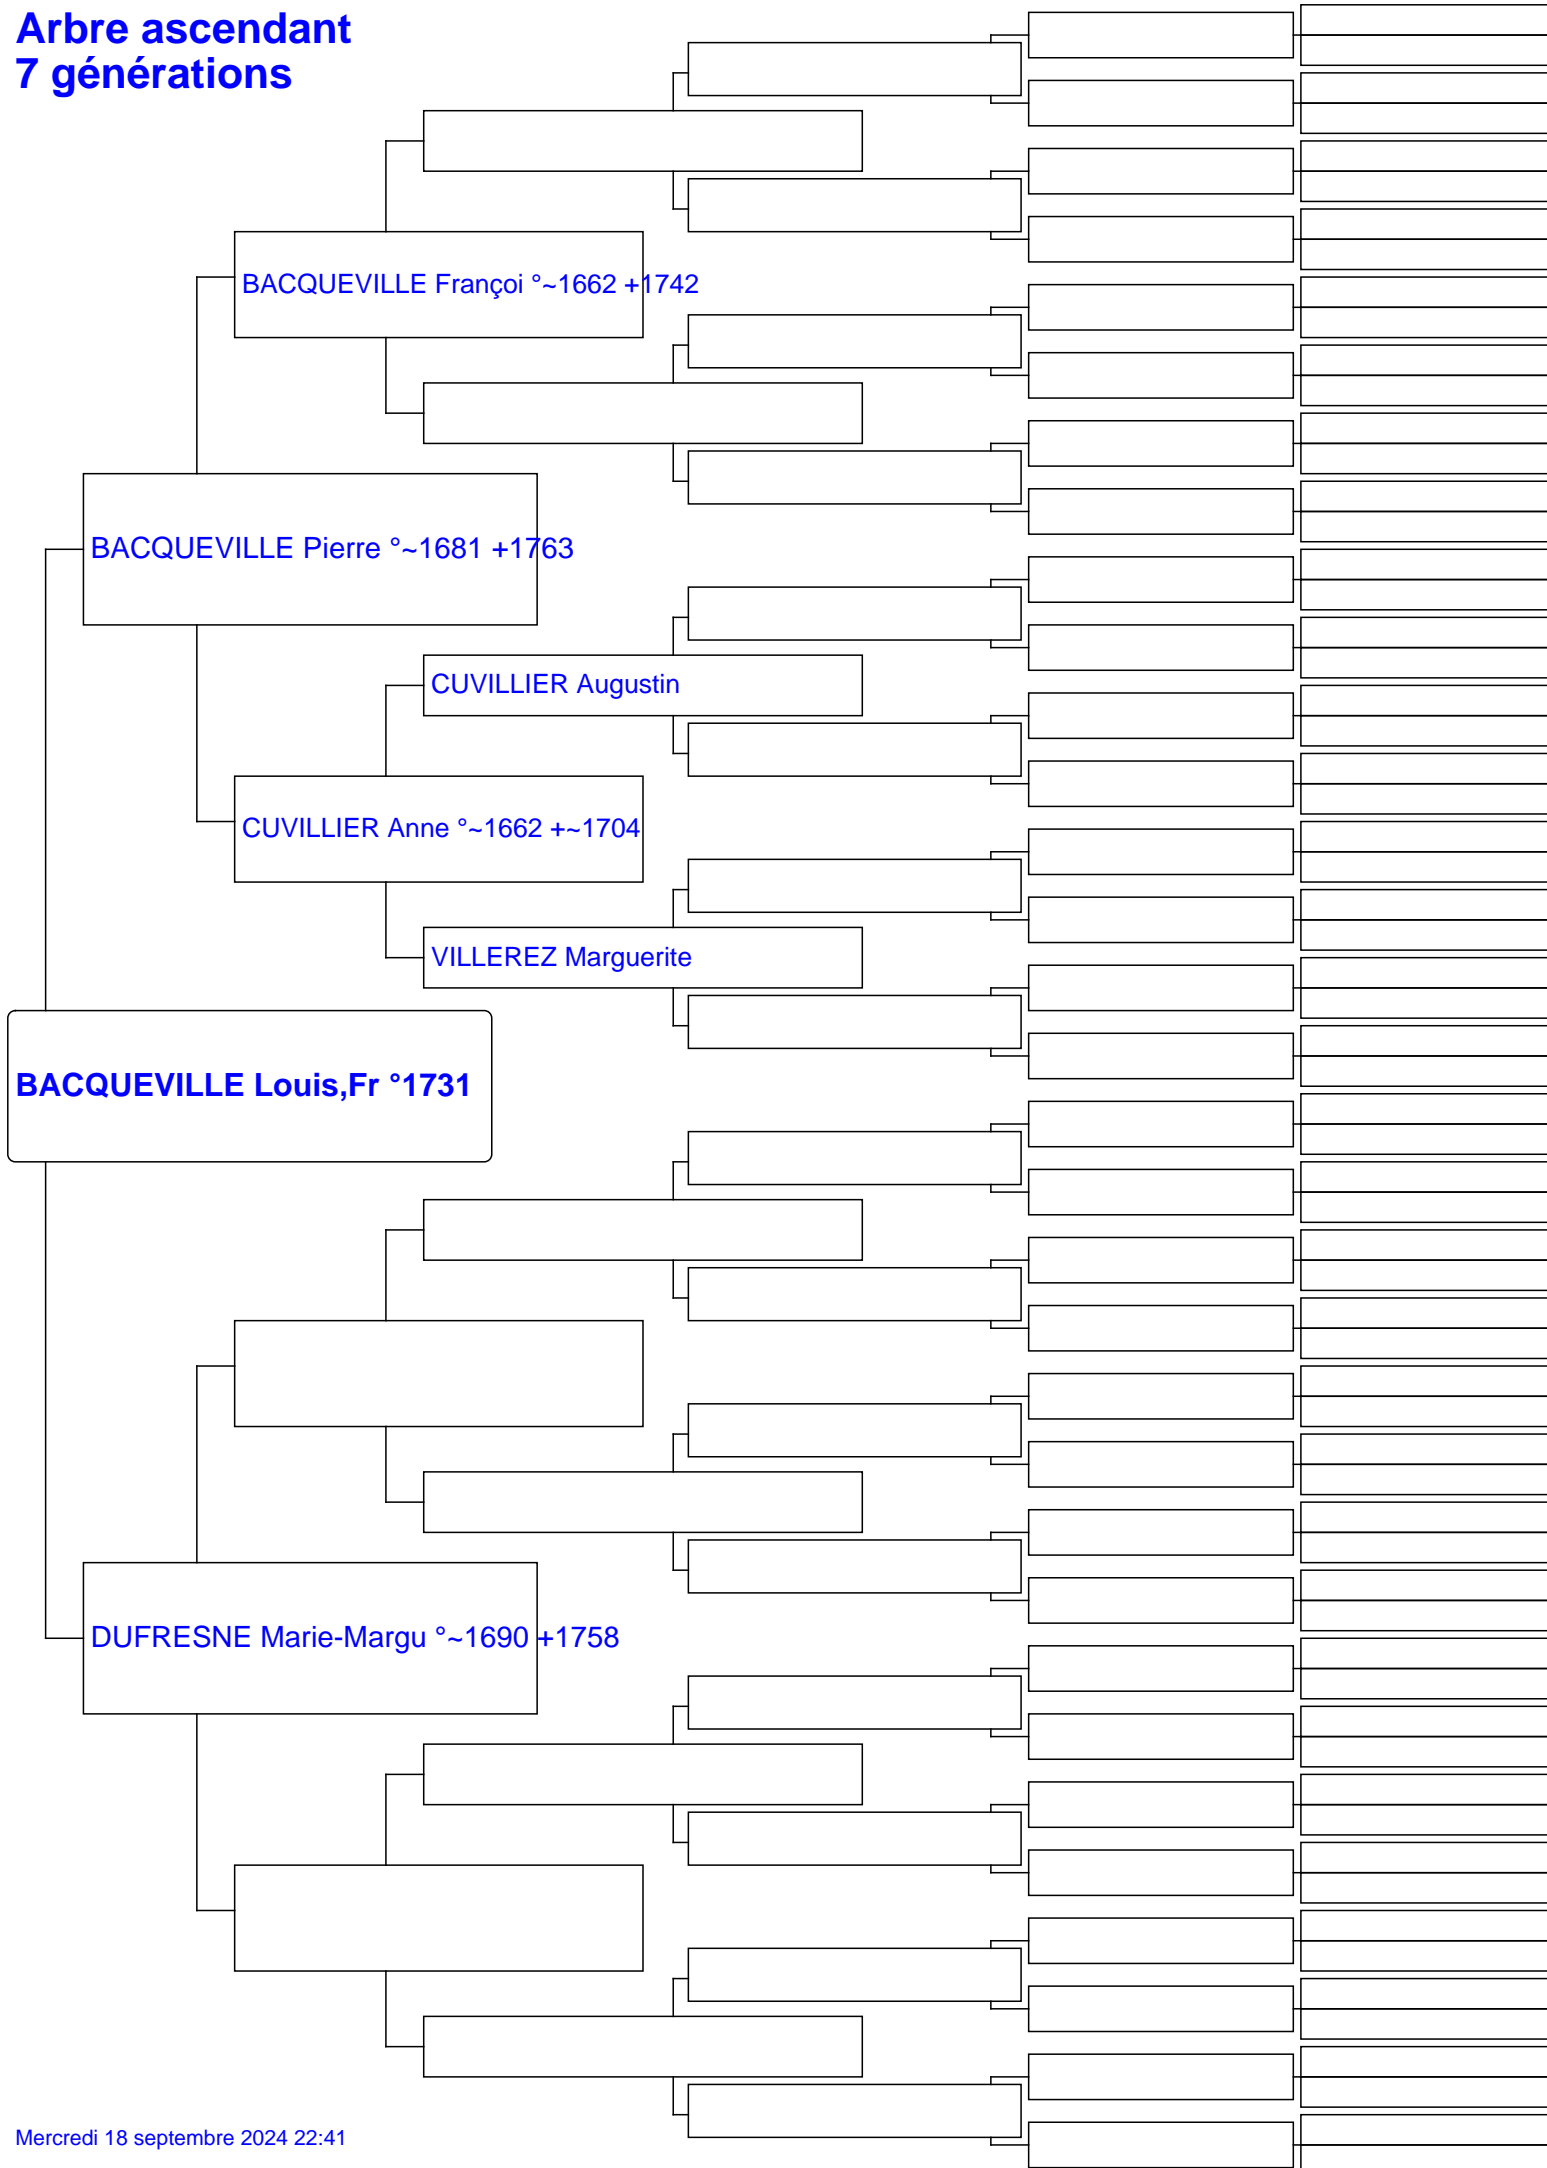 Arbre ascendant
7 générations
BACQUEVILLE Françoi °~1662 +1742
BACQUEVILLE Pierre °~1681 +1763
CUVILLIER Augustin
CUVILLIER Anne °~1662 +~1704
VILLEREZ Marguerite
BACQUEVILLE Louis,Fr °1731
DUFRESNE Marie-Margu °~1690 +1758
Mercredi 18 septembre 2024 22:41